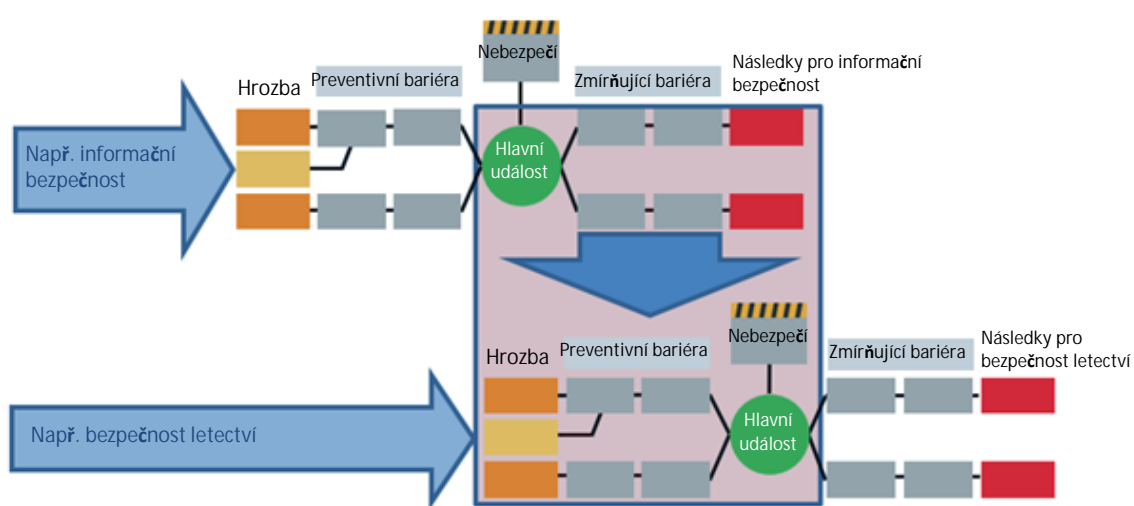 Nebezpečí
Hrozba
Preventivní bariéra
Zmírňující bariéra
Následky pro informační
bezpečnost
Např. informační
bezpečnost
Hlavní
událost
Nebezpečí
Hrozba
Preventivní bariéra
Zmírňující bariéra
Následky pro
bezpečnost letectví
Např. bezpečnost letectví
Hlavní
událost